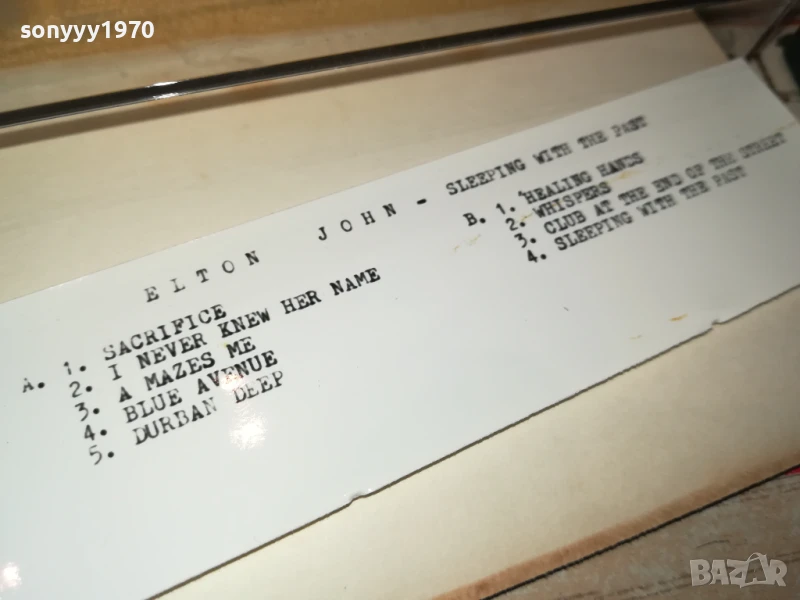 sonyyy1970
ELTON JOHN - SLEEPING WITH THE PAST
A. 1. SACRIFICE
2. I NEVER KNEW HER NAME
3. A MAZES ME
4. BLUE AVENUE
5. DURBAN DEEP
B. 1. HEALING HANDS
2. WHISPERS
3. CLUB AT THE END OF THE STREET
4. SLEEPING WITH THE PAST
BAZAR